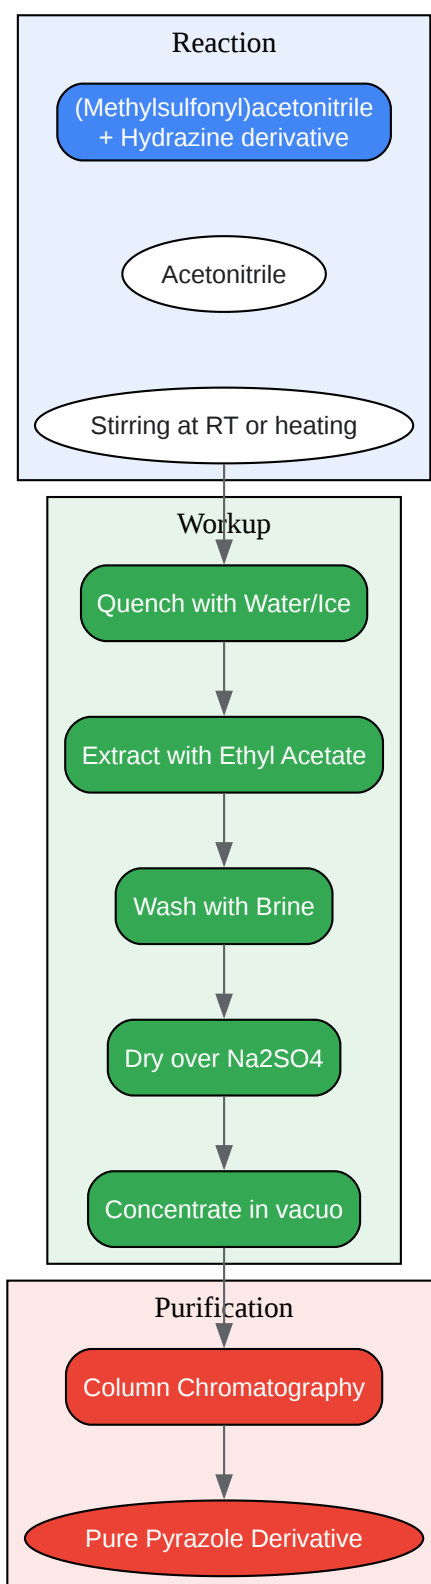 Reaction
(Methylsulfonyl)acetonitrile
+ Hydrazine derivative
Acetonitrile
Stirring at RT or heating
Workup
Quench with Water/Ice
Extract with Ethyl Acetate
Wash with Brine
Dry over Na2SO4
Concentrate in vacuo
Purification
Column Chromatography
Pure Pyrazole Derivative